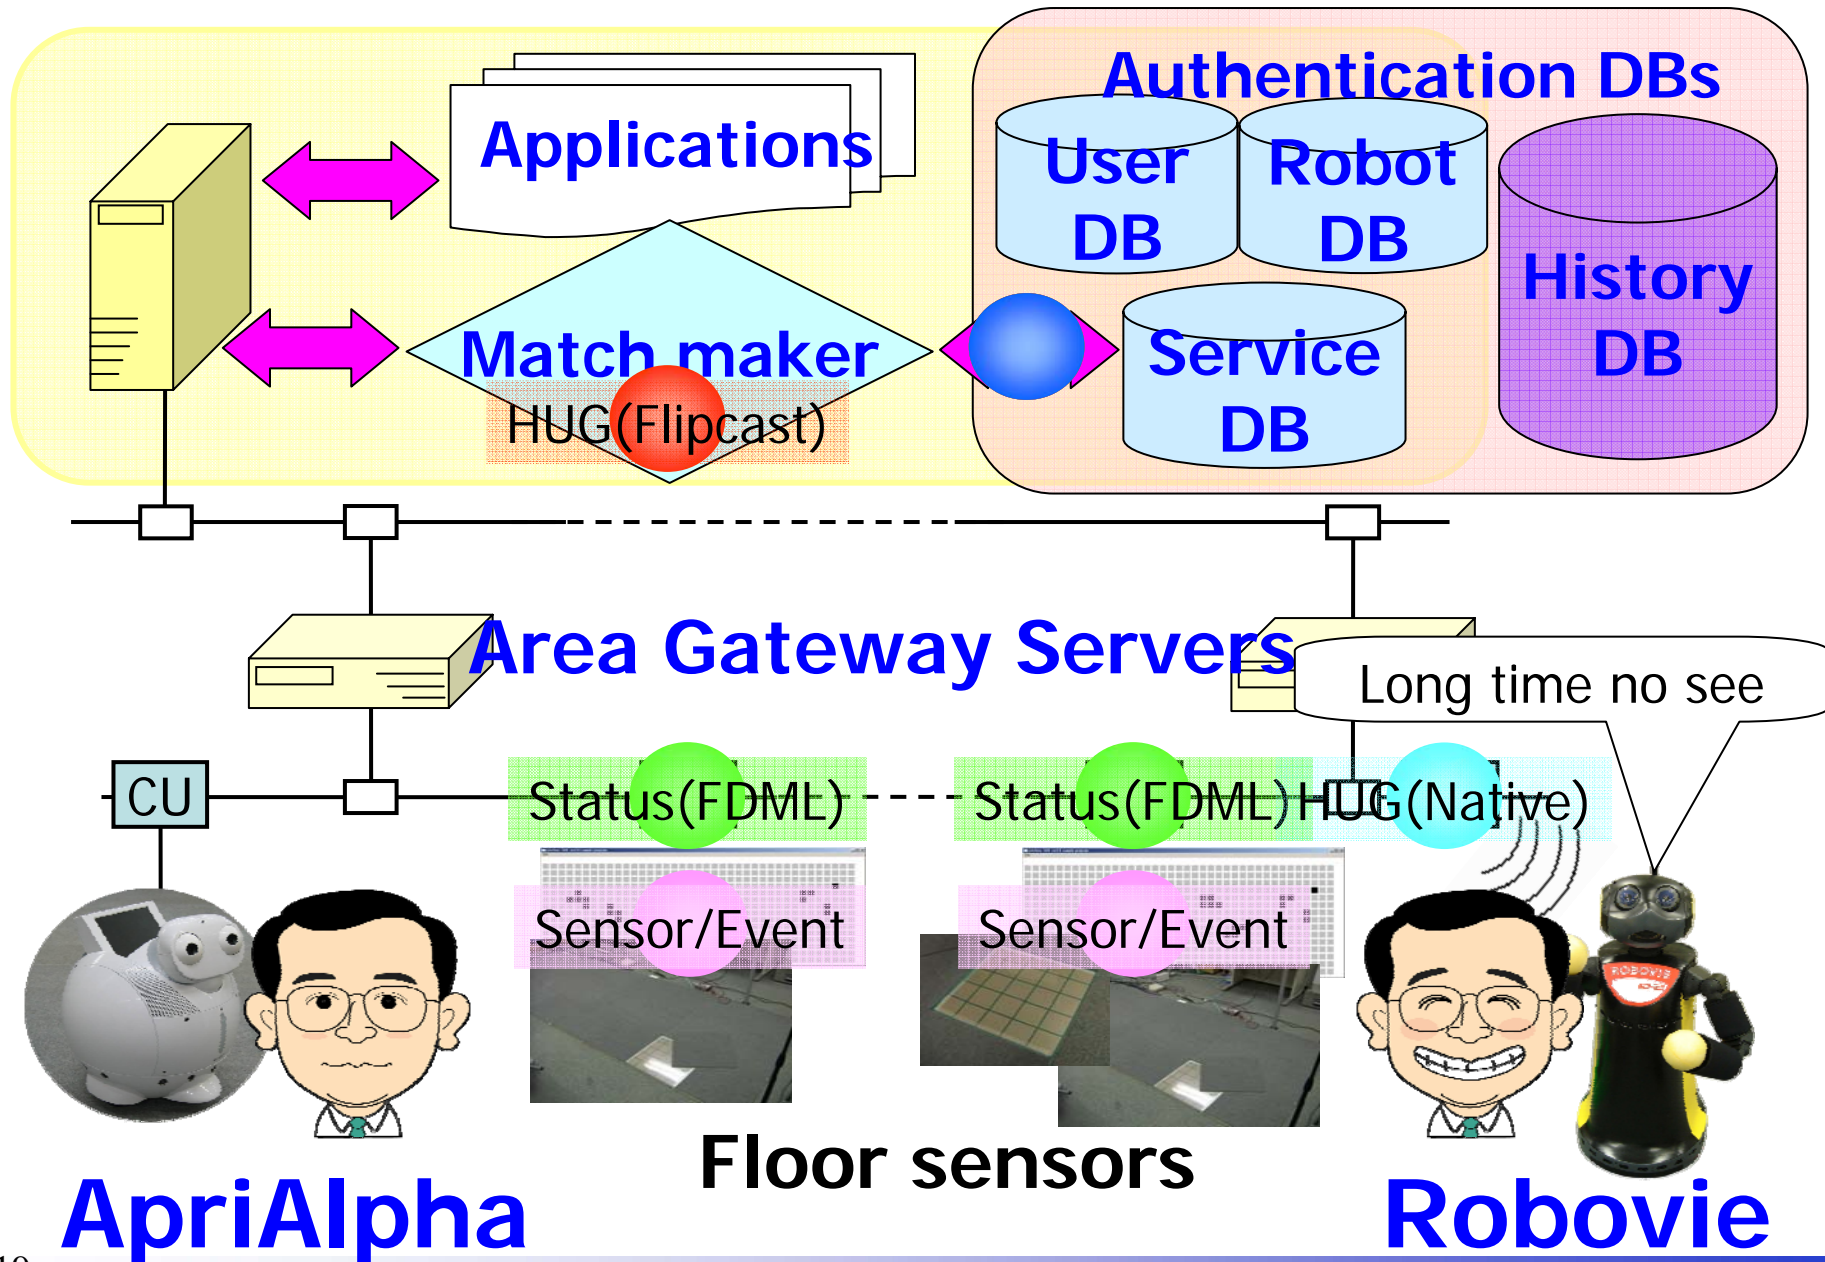 Authentication DBs
Applications
User
DB
Robot
DB
History
DB
Match maker
HUG(Flipcast)
Service
DB
Area Gateway Servers
Long time no see
CU
Status(FDML)
Status(FDML)
HUG(Native)
Sensor/Event
Sensor/Event
ROBOVIE
Floor sensors
ApriAlpha
Robovie